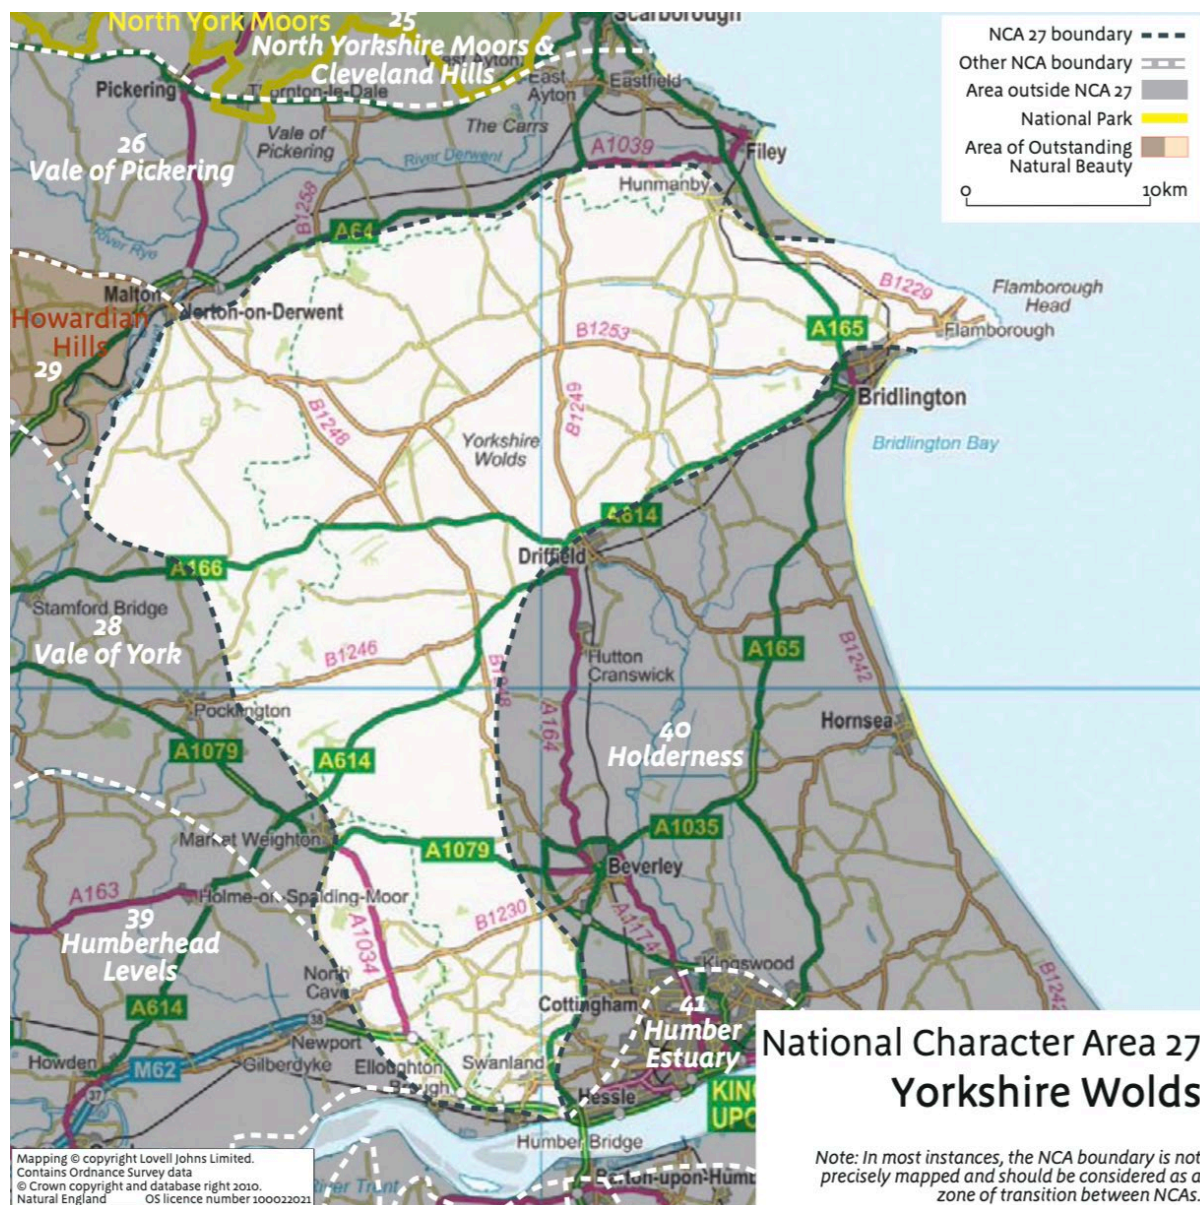 North York Moors
25
North Yorkshire Moors &
Cleveland Hills
Scarborough
West Ayton
East
Ayton
Eastfield
Pickering
Thornton-le-Dale
The Carrs
Vale of
Pickering
River Derwent
A1039
Filey
26
Vale of Pickering
Hunmanby
B1258
A64
River Rye
Malton
Norton-on-Derwent
Howardian
Hills
29
NCA 27 boundary
Other NCA boundary
Area outside NCA 27
National Park
Area of Outstanding
Natural Beauty
0 10km
B1229
Flamborough
Head
Flamborough
A165
B1253
Bridlington
Bridlington Bay
B1249
B1248
Yorkshire
Wolds
A614
Driffield
A166
Stamford Bridge
28
Vale of York
B1246
B1248
Hutton
Cranswick
A165
B1242
Pocklington
A164
40
Holderness
Hornsea
A1079
A614
Market Weighton
A1079
A1035
Beverley
A163
Holme-on-Spalding-Moor
B1230
A1174
39
Humberhead
Levels
A1034
North
Cave
Kingswood
B1242
A614
Cottingham
41
Humber
Estuary
38
Newport
Howden
M62
Gilberdyke
Elloughton
Brough
Swanland
37
Hessle
KING
UPO
Humber Bridge
Barton-upon-Humb
River Trent
National Character Area 27
Yorkshire Wolds
Note: In most instances, the NCA boundary is not
precisely mapped and should be considered as a
zone of transition between NCAs.
Mapping © copyright Lovell Johns Limited.
Contains Ordnance Survey data
© Crown copyright and database right 2010.
Natural England OS licence number 100022021